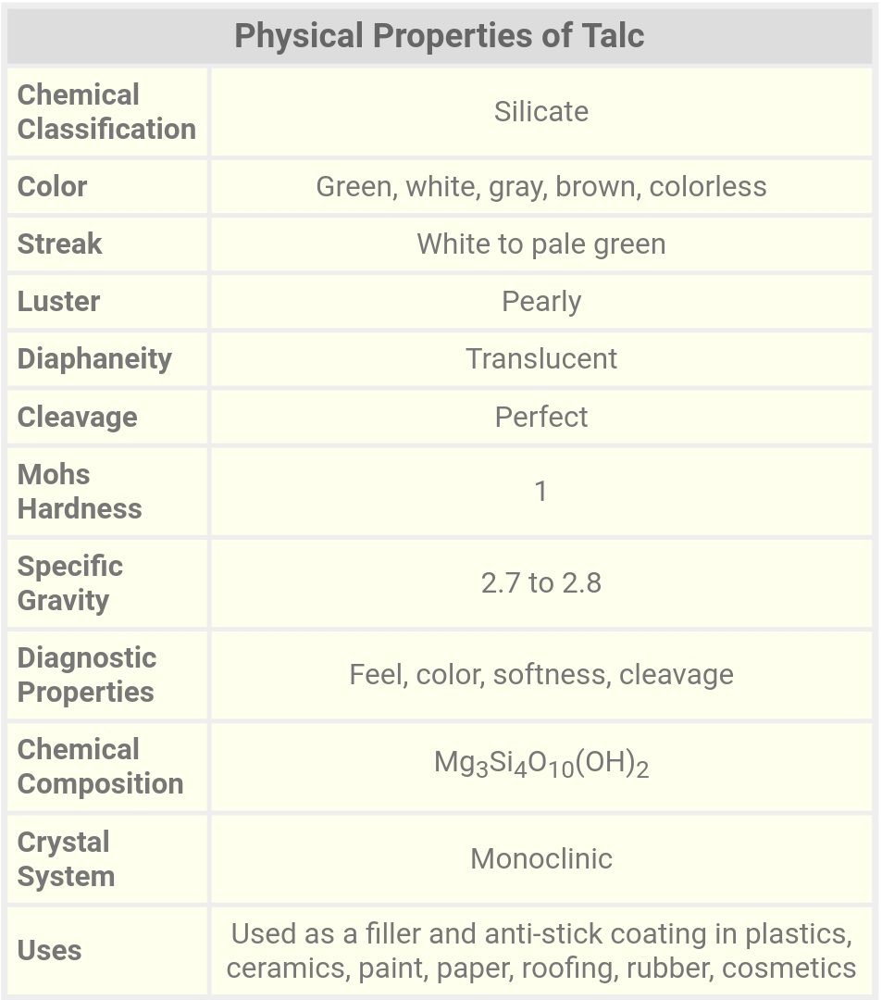 Physical Properties of Talc
Chemical
Classification
Silicate
Color
Green, white, gray, brown, colorless
Streak
White to pale green
Luster
Pearly
Diaphaneity
Translucent
Cleavage
Perfect
Mohs
Hardness
1
Specific
Gravity
2.7 to 2.8
Diagnostic
Properties
Feel, color, softness, cleavage
Chemical
Composition
Mg₃Si₄O₁₀(OH)₂
Crystal
System
Monoclinic
Uses
Used as a filler and anti-stick coating in plastics,
ceramics, paint, paper, roofing, rubber, cosmetics